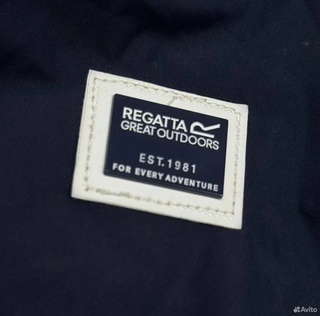 REGATTA
GREAT OUTDOORS
EST.1981
FOR EVERY ADVENTURE
Avito